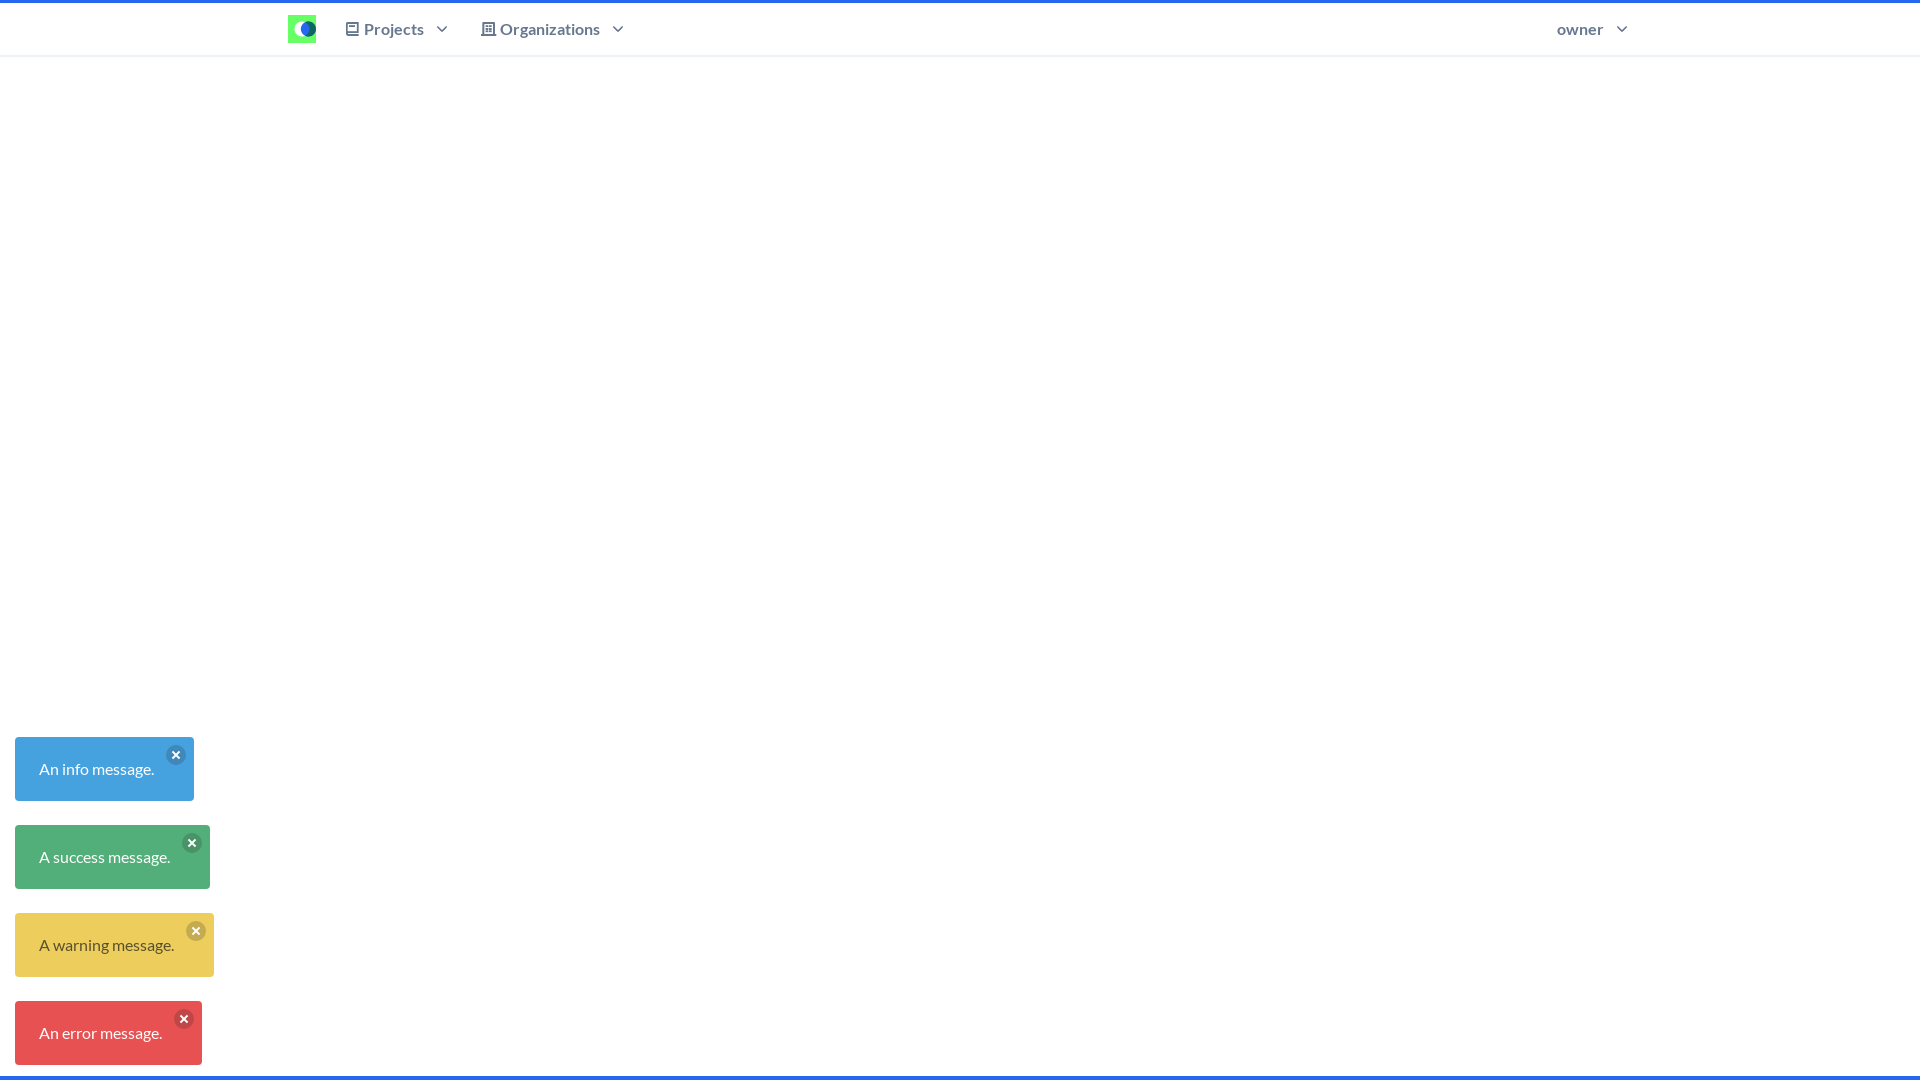 Projects
Organizations
owner
An info message.
A success message.
A warning message.
An error message.